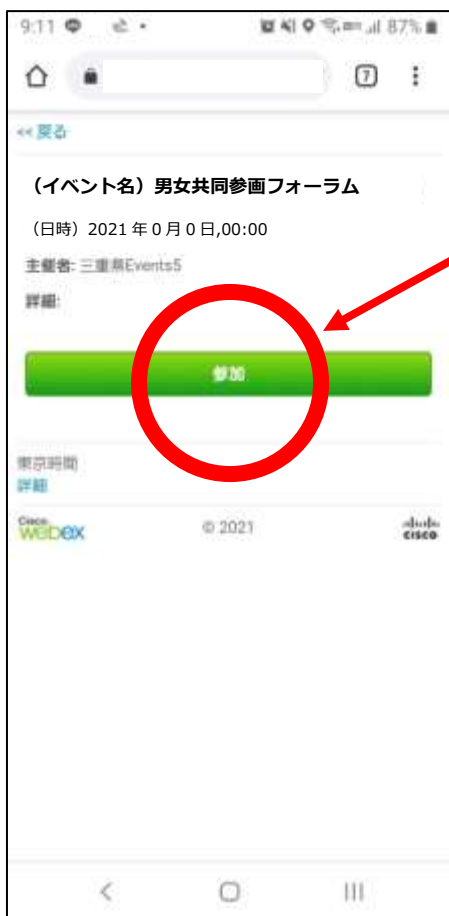 9:11
87%
7
<< 戻る
（イベント名）男女共同参画フォーラム
（日時）2021 年 0 月 0 日,00:00
主催者: 三重県Events5
詳細:
参加
東京時間
詳細
Cisco
webex
© 2021
cisco